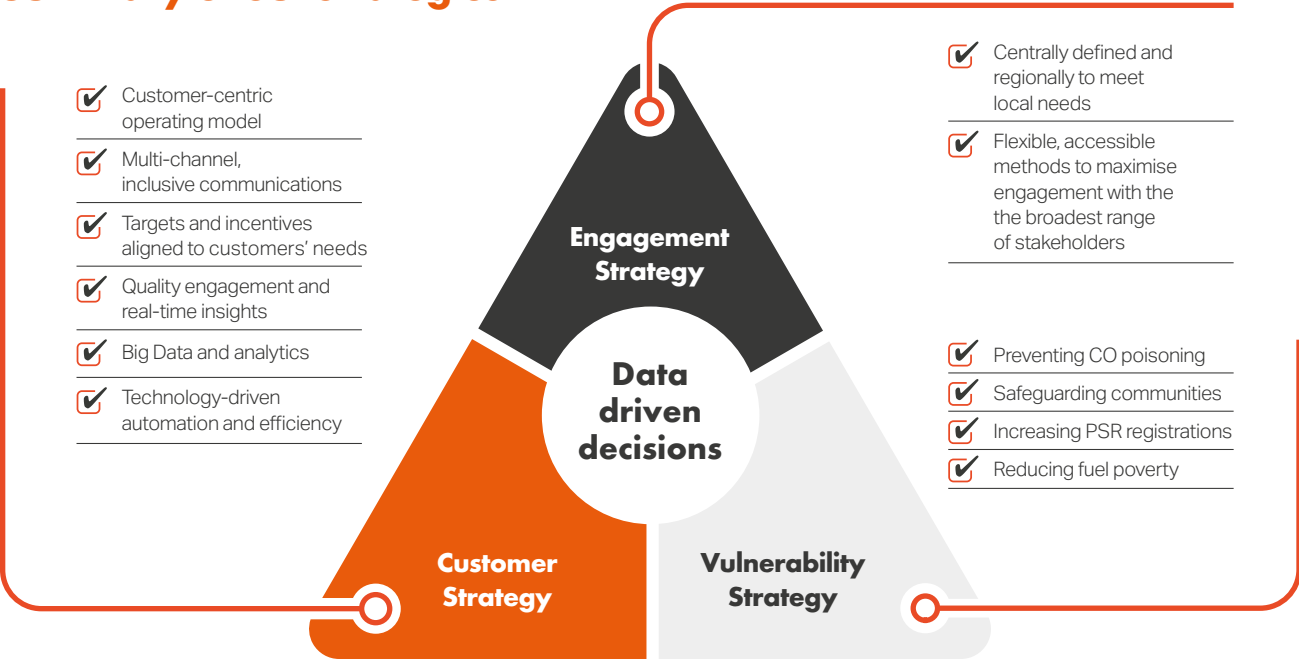 Customer-centric
operating model
Multi-channel,
inclusive communications
Targets and incentives
aligned to customers’ needs
Quality engagement and
real-time insights
Big Data and analytics
Technology-driven
automation and efficiency
Engagement
Strategy
Data
driven
decisions
Customer
Strategy
Vulnerability
Strategy
Centrally defined and
regionally to meet
local needs
Flexible, accessible
methods to maximise
engagement with the
the broadest range
of stakeholders
Preventing CO poisoning
Safeguarding communities
Increasing PSR registrations
Reducing fuel poverty